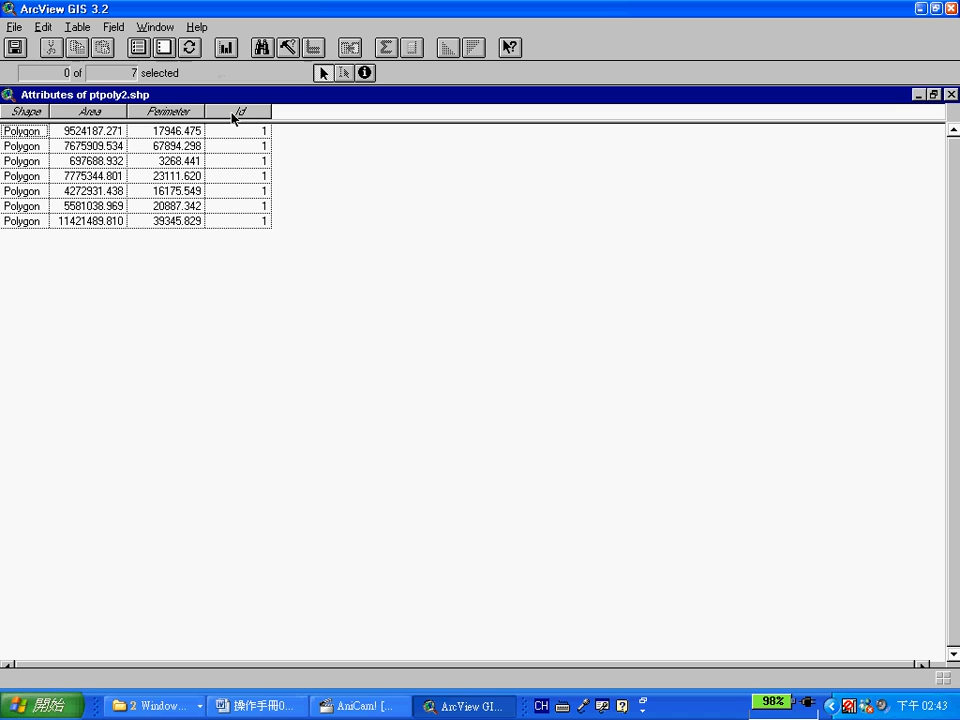 ArcView GIS 3.2
File Edit Table Field Window Help
0 of 7 selected
Attributes of ptpoly2.shp
Shape Area Perimeter Id
Polygon 9524187.271 17946.475 1
Polygon 7675909.534 67894.298 1
Polygon 697688.932 3268.441 1
Polygon 7775344.801 23111.620 1
Polygon 4272931.438 16175.549 1
Polygon 5581038.969 20887.342 1
Polygon 11421489.810 39345.829 1
開始 2 Window... 操作手冊0... AniCam! [... ArcView GI... CH 98% 下午 02:43